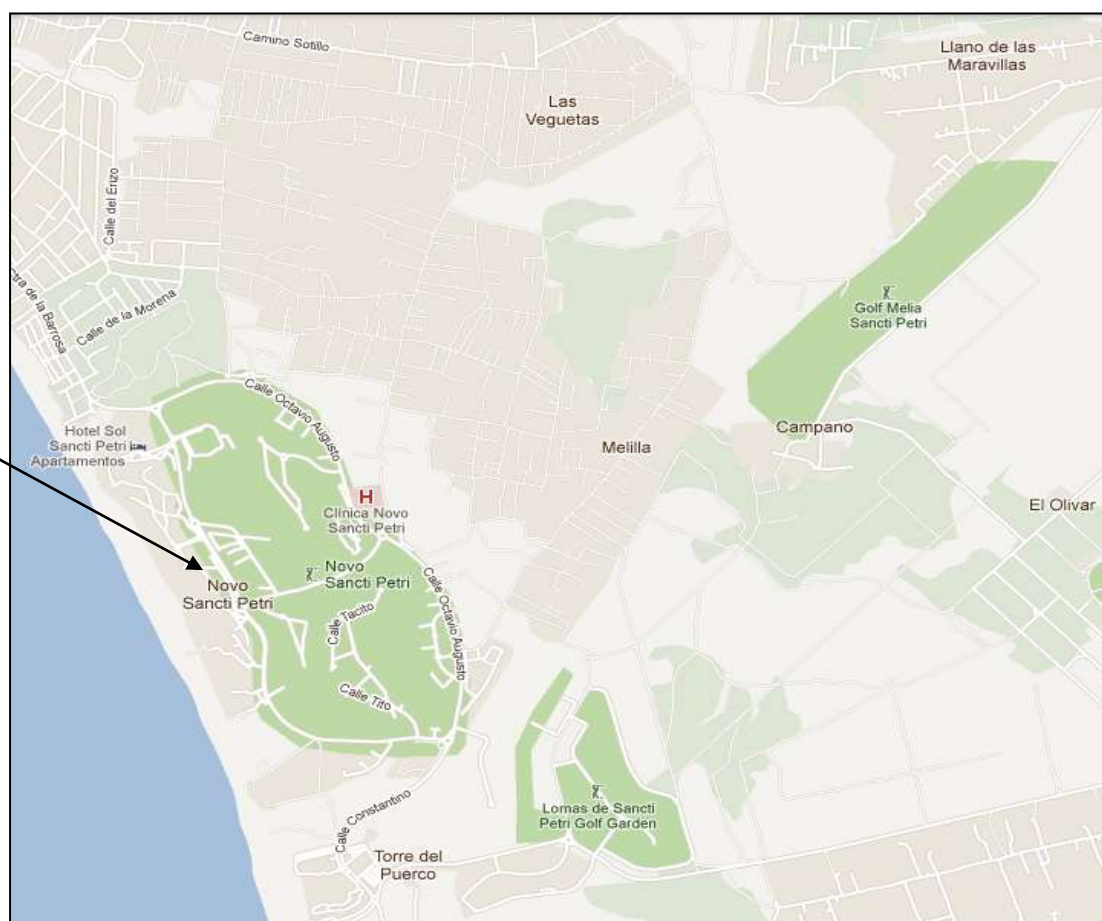 Camino Sotillo
Llano de las
Maravillas
Las
Veguetas
Calle del Erizo
Ctra de la Barrosa
Calle de la Morena
Golf Melia
Sancti Petri
Calle Octavio Augusto
Hotel Sol
Sancti Petri
Apartamentos
Campano
Melilla
H
Clínica Novo
Sancti Petri
El Olivar
Novo
Sancti Petri
Novo
Sancti Petri
Calle Tacito
Calle Octavio Augusto
Calle Tito
Calle Constantino
Lomas de Sancti
Petri Golf Garden
Torre del
Puerco